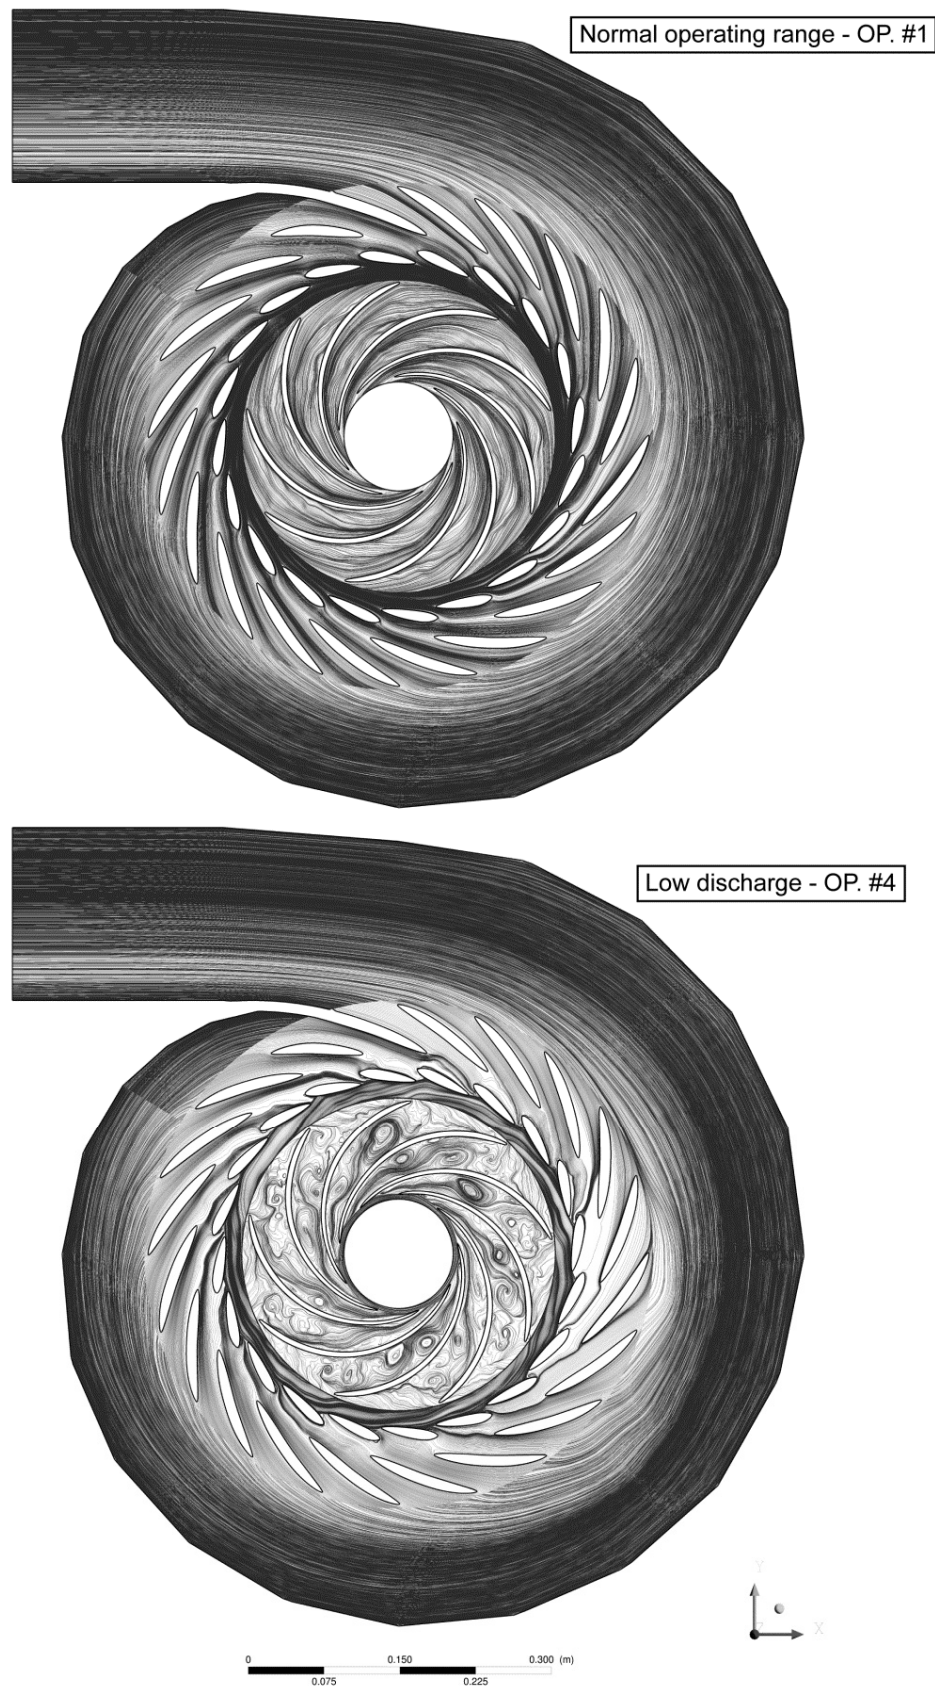 Normal operating range - OP. #1
Low discharge - OP. #4
Y
Z X
0 0.150 0.300 (m)
0.075 0.225